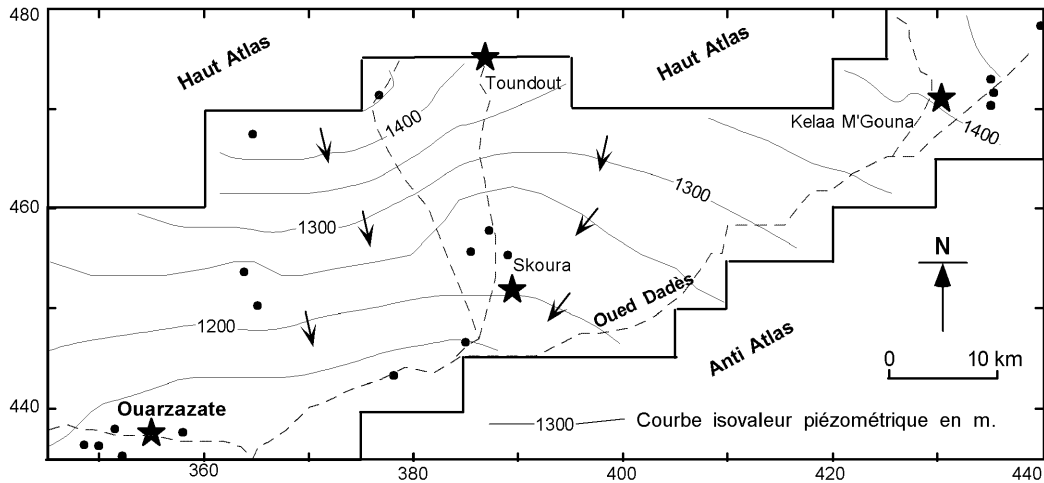 480
Haut Atlas
Haut Atlas
Toundout
Kelaa M'Gouna
1400
1400
1300
460
1300
N
Skoura
Oued Dadès
1200
Anti Atlas
0 10 km
440
Ouarzazate
1300 Courbe isovaleur piézométrique en m.
360 380 400 420 440